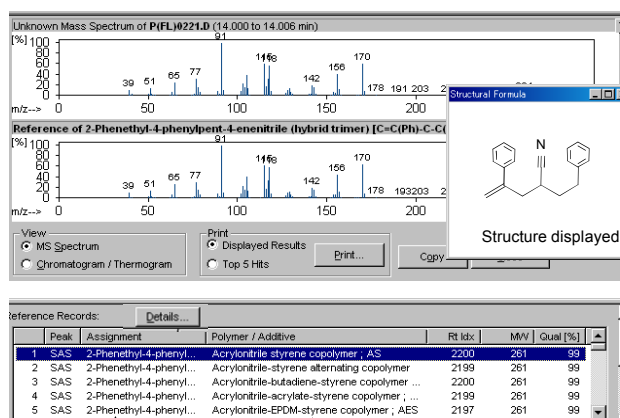 Unknown Mass Spectrum of P(FL)0221.D (14.000 to 14.006 min)
[%] 100
80
60
40
20
0
39 51 65 77 91 118 142 156 170 178 191 203
m/z--> 0 50 100 150 200
Reference of 2-Phenethyl-4-phenylpent-4-enenitrile (hybrid trimer) [C=C(Ph)-C-C(
[%] 100
80
60
40
20
0
39 51 65 77 91 118 142 156 170 178 193203 2
m/z--> 0 50 100 150 200
Structural Formula
N
Structure displayed
View
MS Spectrum
Chromatogram / Thermogram
Print
Displayed Results
Top 5 Hits
Print...
Copy
Reference Records: Details...
Peak Assignment Polymer / Additive Rt Idx MW Qual [%]
1 SAS 2-Phenethyl-4-phenyl... Acrylonitrile styrene copolymer ; AS 2200 261 99
2 SAS 2-Phenethyl-4-phenyl... Acrylonitrile-styrene alternating copolymer 2199 261 99
3 SAS 2-Phenethyl-4-phenyl... Acrylonitrile-butadiene-styrene copolymer ... 2200 261 99
4 SAS 2-Phenethyl-4-phenyl... Acrylonitrile-acrylate-styrene copolymer ; ... 2199 261 99
5 SAS 2-Phenethyl-4-phenyl... Acrylonitrile-EPDM-styrene copolymer ; AES 2197 261 99